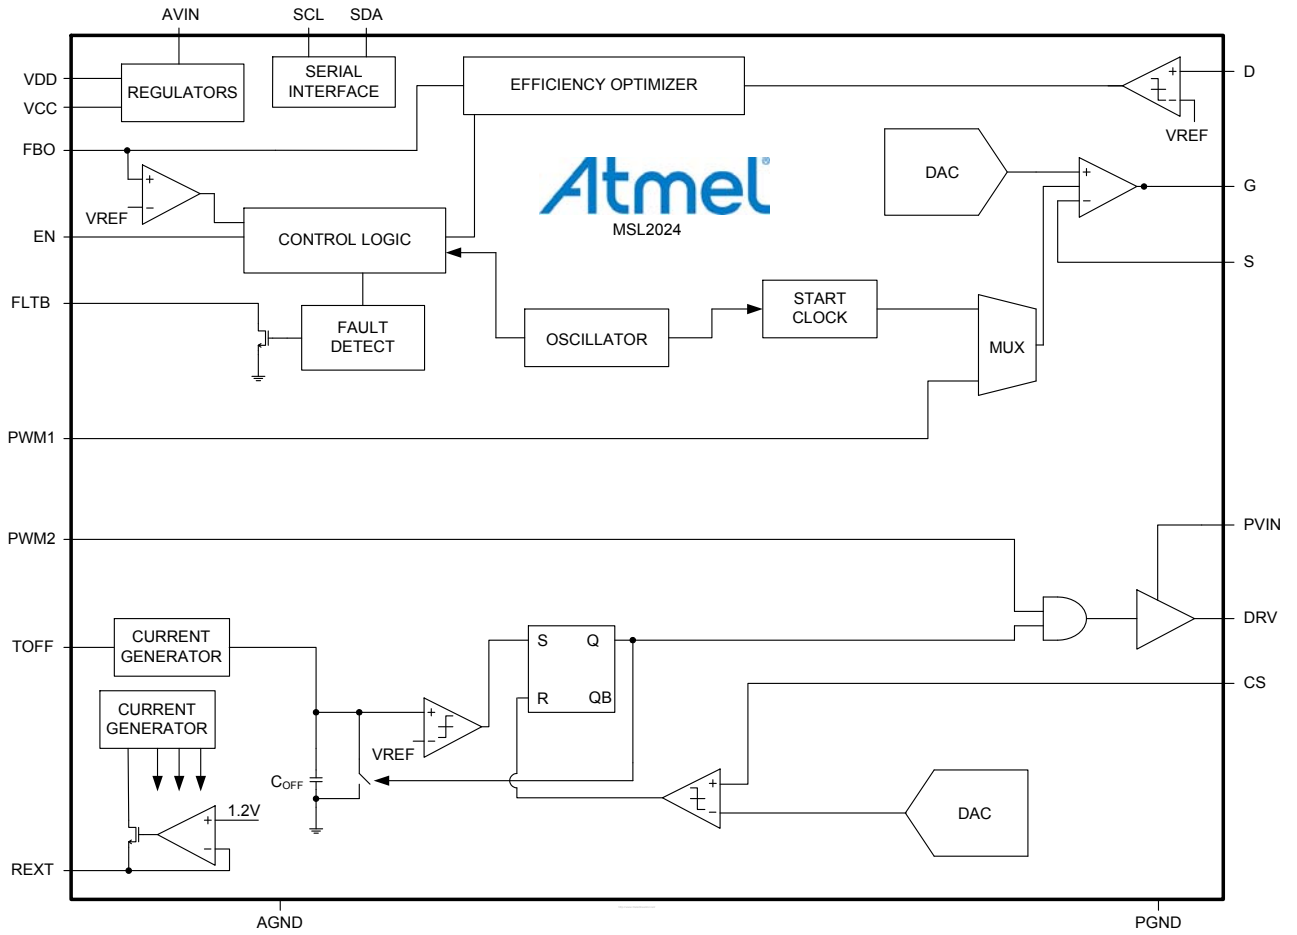 AVIN
SCL
SDA
VDD
VCC
REGULATORS
SERIAL
INTERFACE
EFFICIENCY OPTIMIZER
+
−
VREF
D
FBO
+
−
VREF
Atmel®
MSL2024
DAC
+
−
G
EN
CONTROL LOGIC
S
FLTB
FAULT
DETECT
OSCILLATOR
START
CLOCK
MUX
PWM1
PWM2
PVIN
DRV
TOFF
CURRENT
GENERATOR
S
Q
R
QB
CS
CURRENT
GENERATOR
+
−
VREF
COFF
+
−
DAC
1.2V
+
−
REXT
AGND
PGND